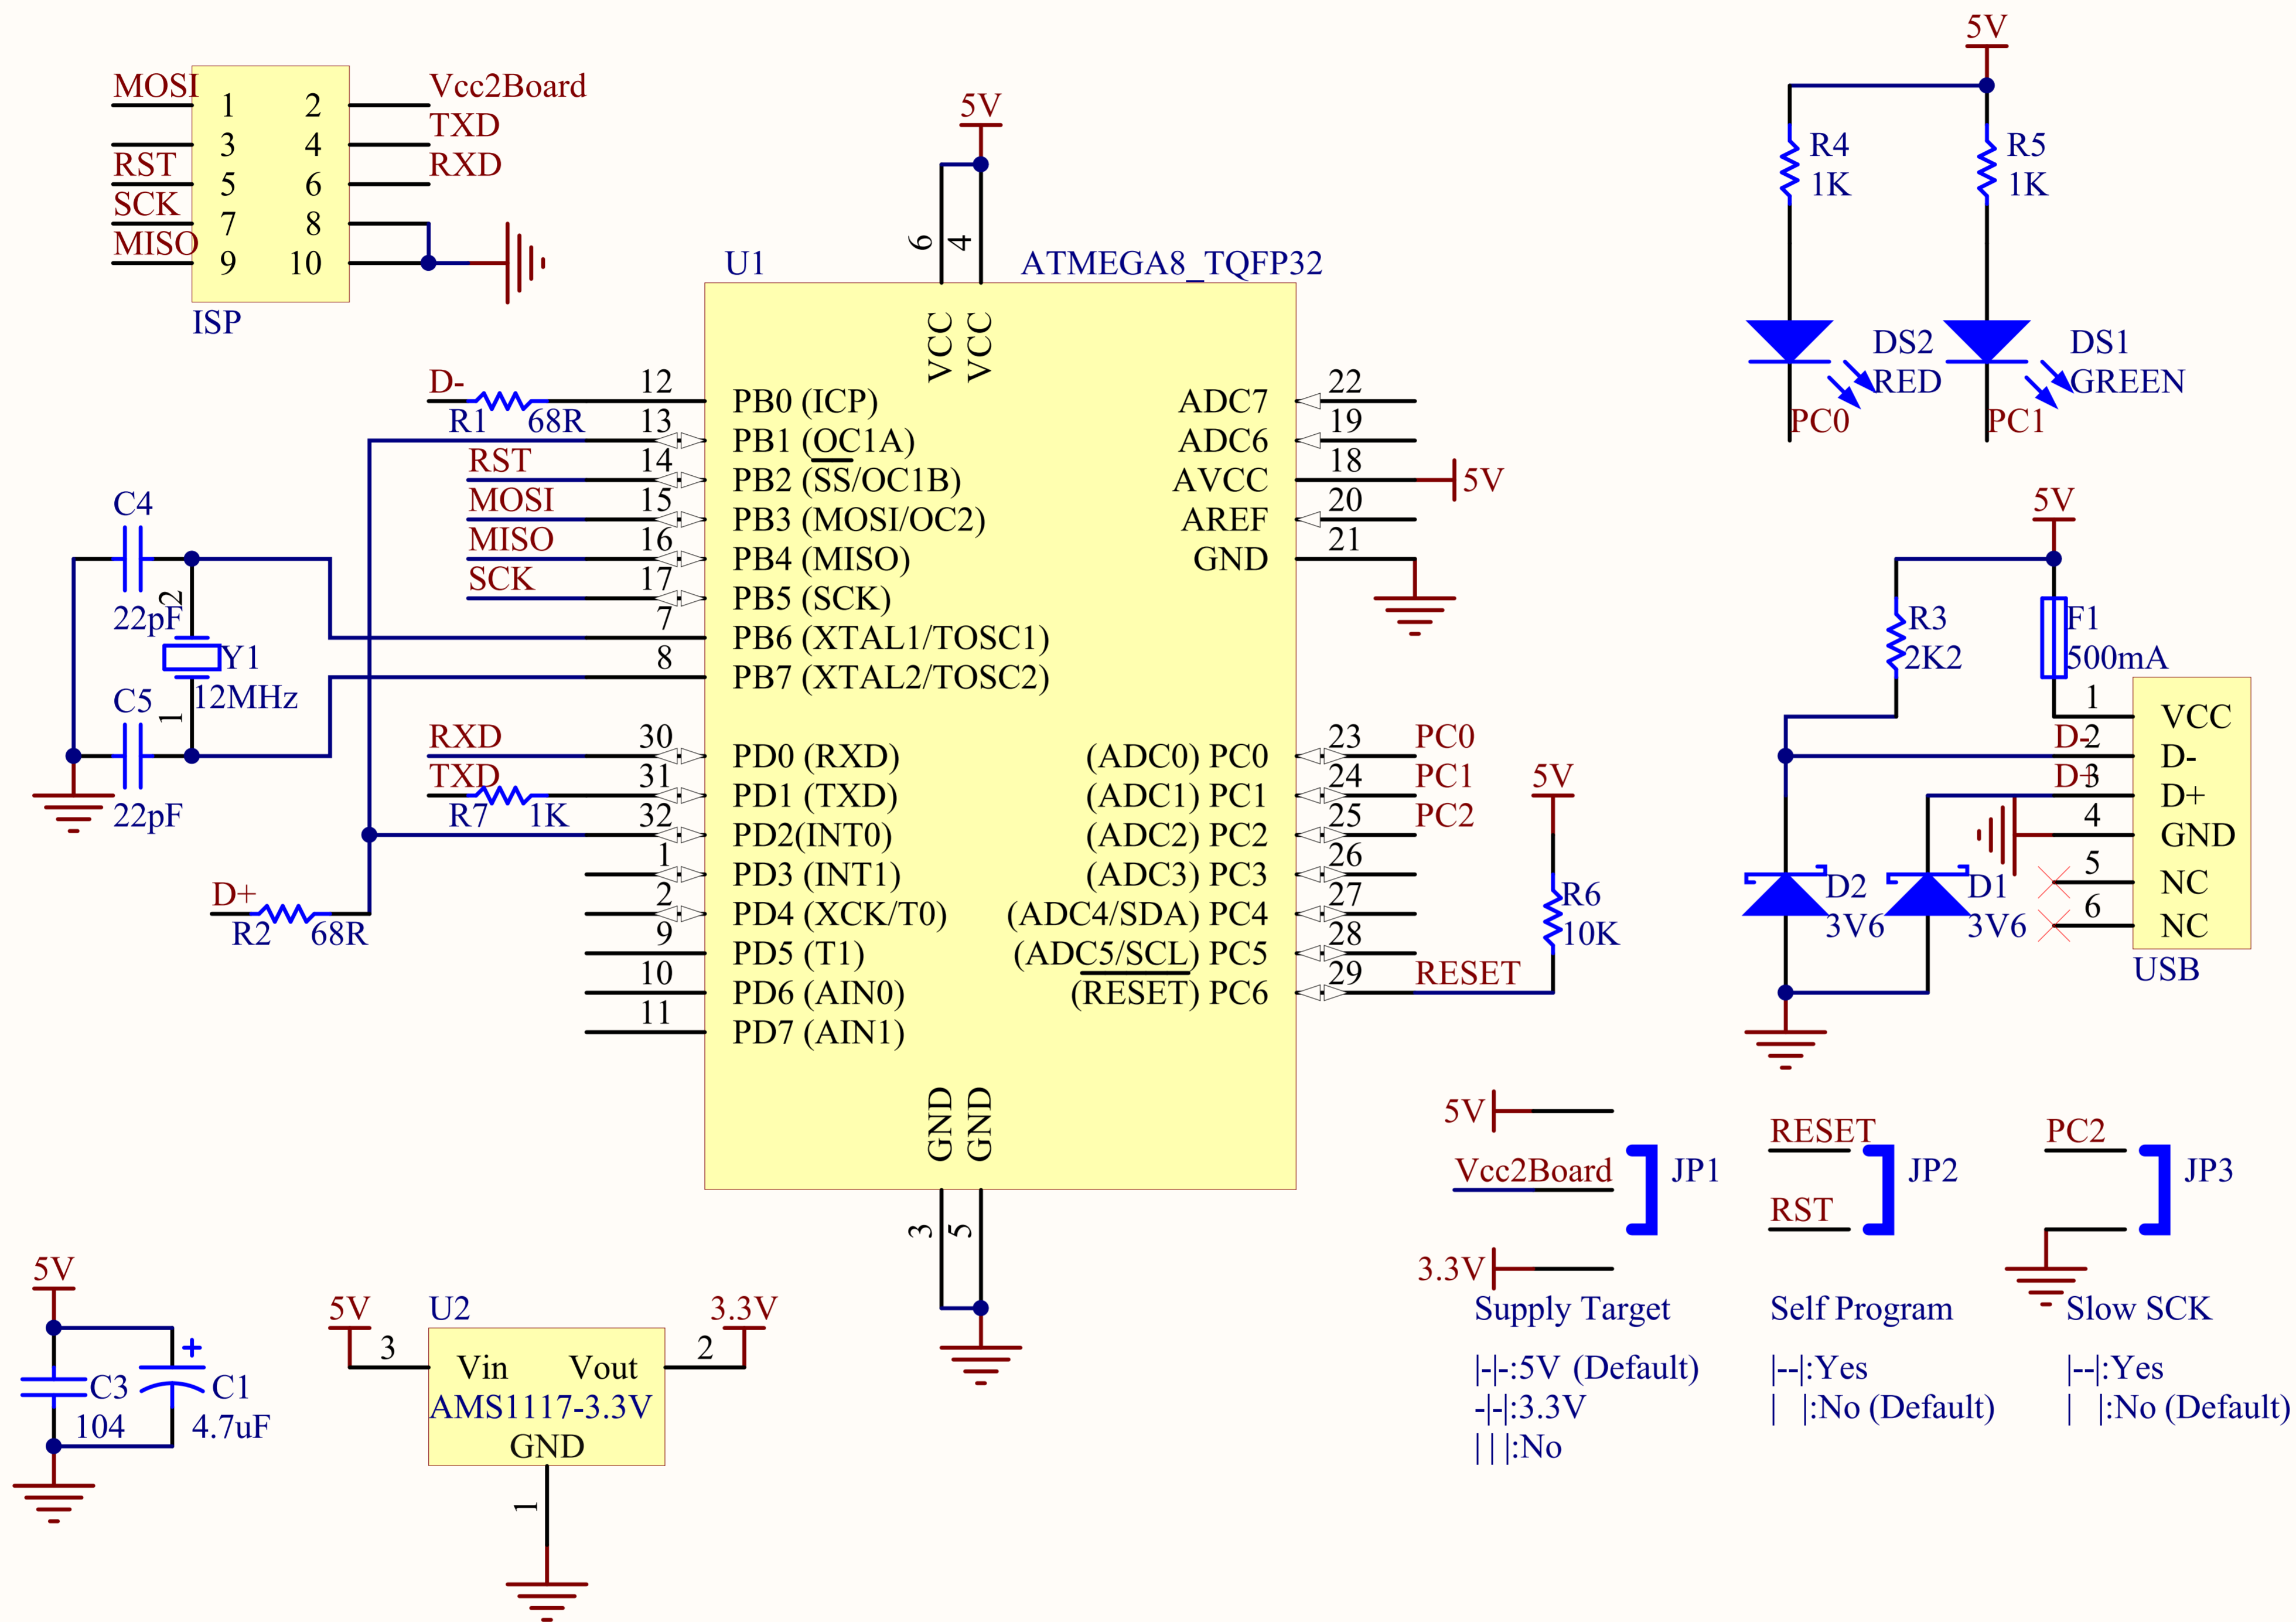 MOSI
1
2
Vcc2Board
3
4
TXD
RST
5
6
RXD
SCK
7
8
MISO
9
10
ISP
5V
6
4
U1
ATMEGA8_TQFP32
VCC
VCC
D-
R1
68R
12
PB0 (ICP)
13
PB1 (OC1A)
RST
14
PB2 (SS/OC1B)
MOSI
15
PB3 (MOSI/OC2)
MISO
16
PB4 (MISO)
SCK
17
PB5 (SCK)
7
PB6 (XTAL1/TOSC1)
8
PB7 (XTAL2/TOSC2)
RXD
30
PD0 (RXD)
TXD
R7
1K
31
PD1 (TXD)
32
PD2(INT0)
1
PD3 (INT1)
2
PD4 (XCK/T0)
9
PD5 (T1)
10
PD6 (AIN0)
11
PD7 (AIN1)
D+
R2
68R
C4
22pF
2
Y1
12MHz
1
C5
22pF
ADC7
22
ADC6
19
AVCC
18
5V
AREF
20
GND
21
(ADC0) PC0
23
PC0
(ADC1) PC1
24
PC1
(ADC2) PC2
25
PC2
(ADC3) PC3
26
(ADC4/SDA) PC4
27
(ADC5/SCL) PC5
28
(RESET) PC6
29
RESET
5V
R6
10K
GND
GND
3
5
5V
R4
1K
R5
1K
DS2
RED
DS1
GREEN
PC0
PC1
5V
R3
2K2
F1
500mA
1
VCC
D-
2
D-
D+
3
D+
4
GND
5
NC
6
NC
USB
D2
3V6
D1
3V6
5V
Vcc2Board
JP1
3.3V
Supply Target
|-|-:5V (Default)
-|-|:3.3V
| | |:No
RESET
JP2
RST
Self Program
|--|:Yes
|  |:No (Default)
PC2
JP3
Slow SCK
|--|:Yes
|  |:No (Default)
5V
C3
104
+
C1
4.7uF
5V
3
U2
3.3V
2
Vin
Vout
AMS1117-3.3V
GND
1